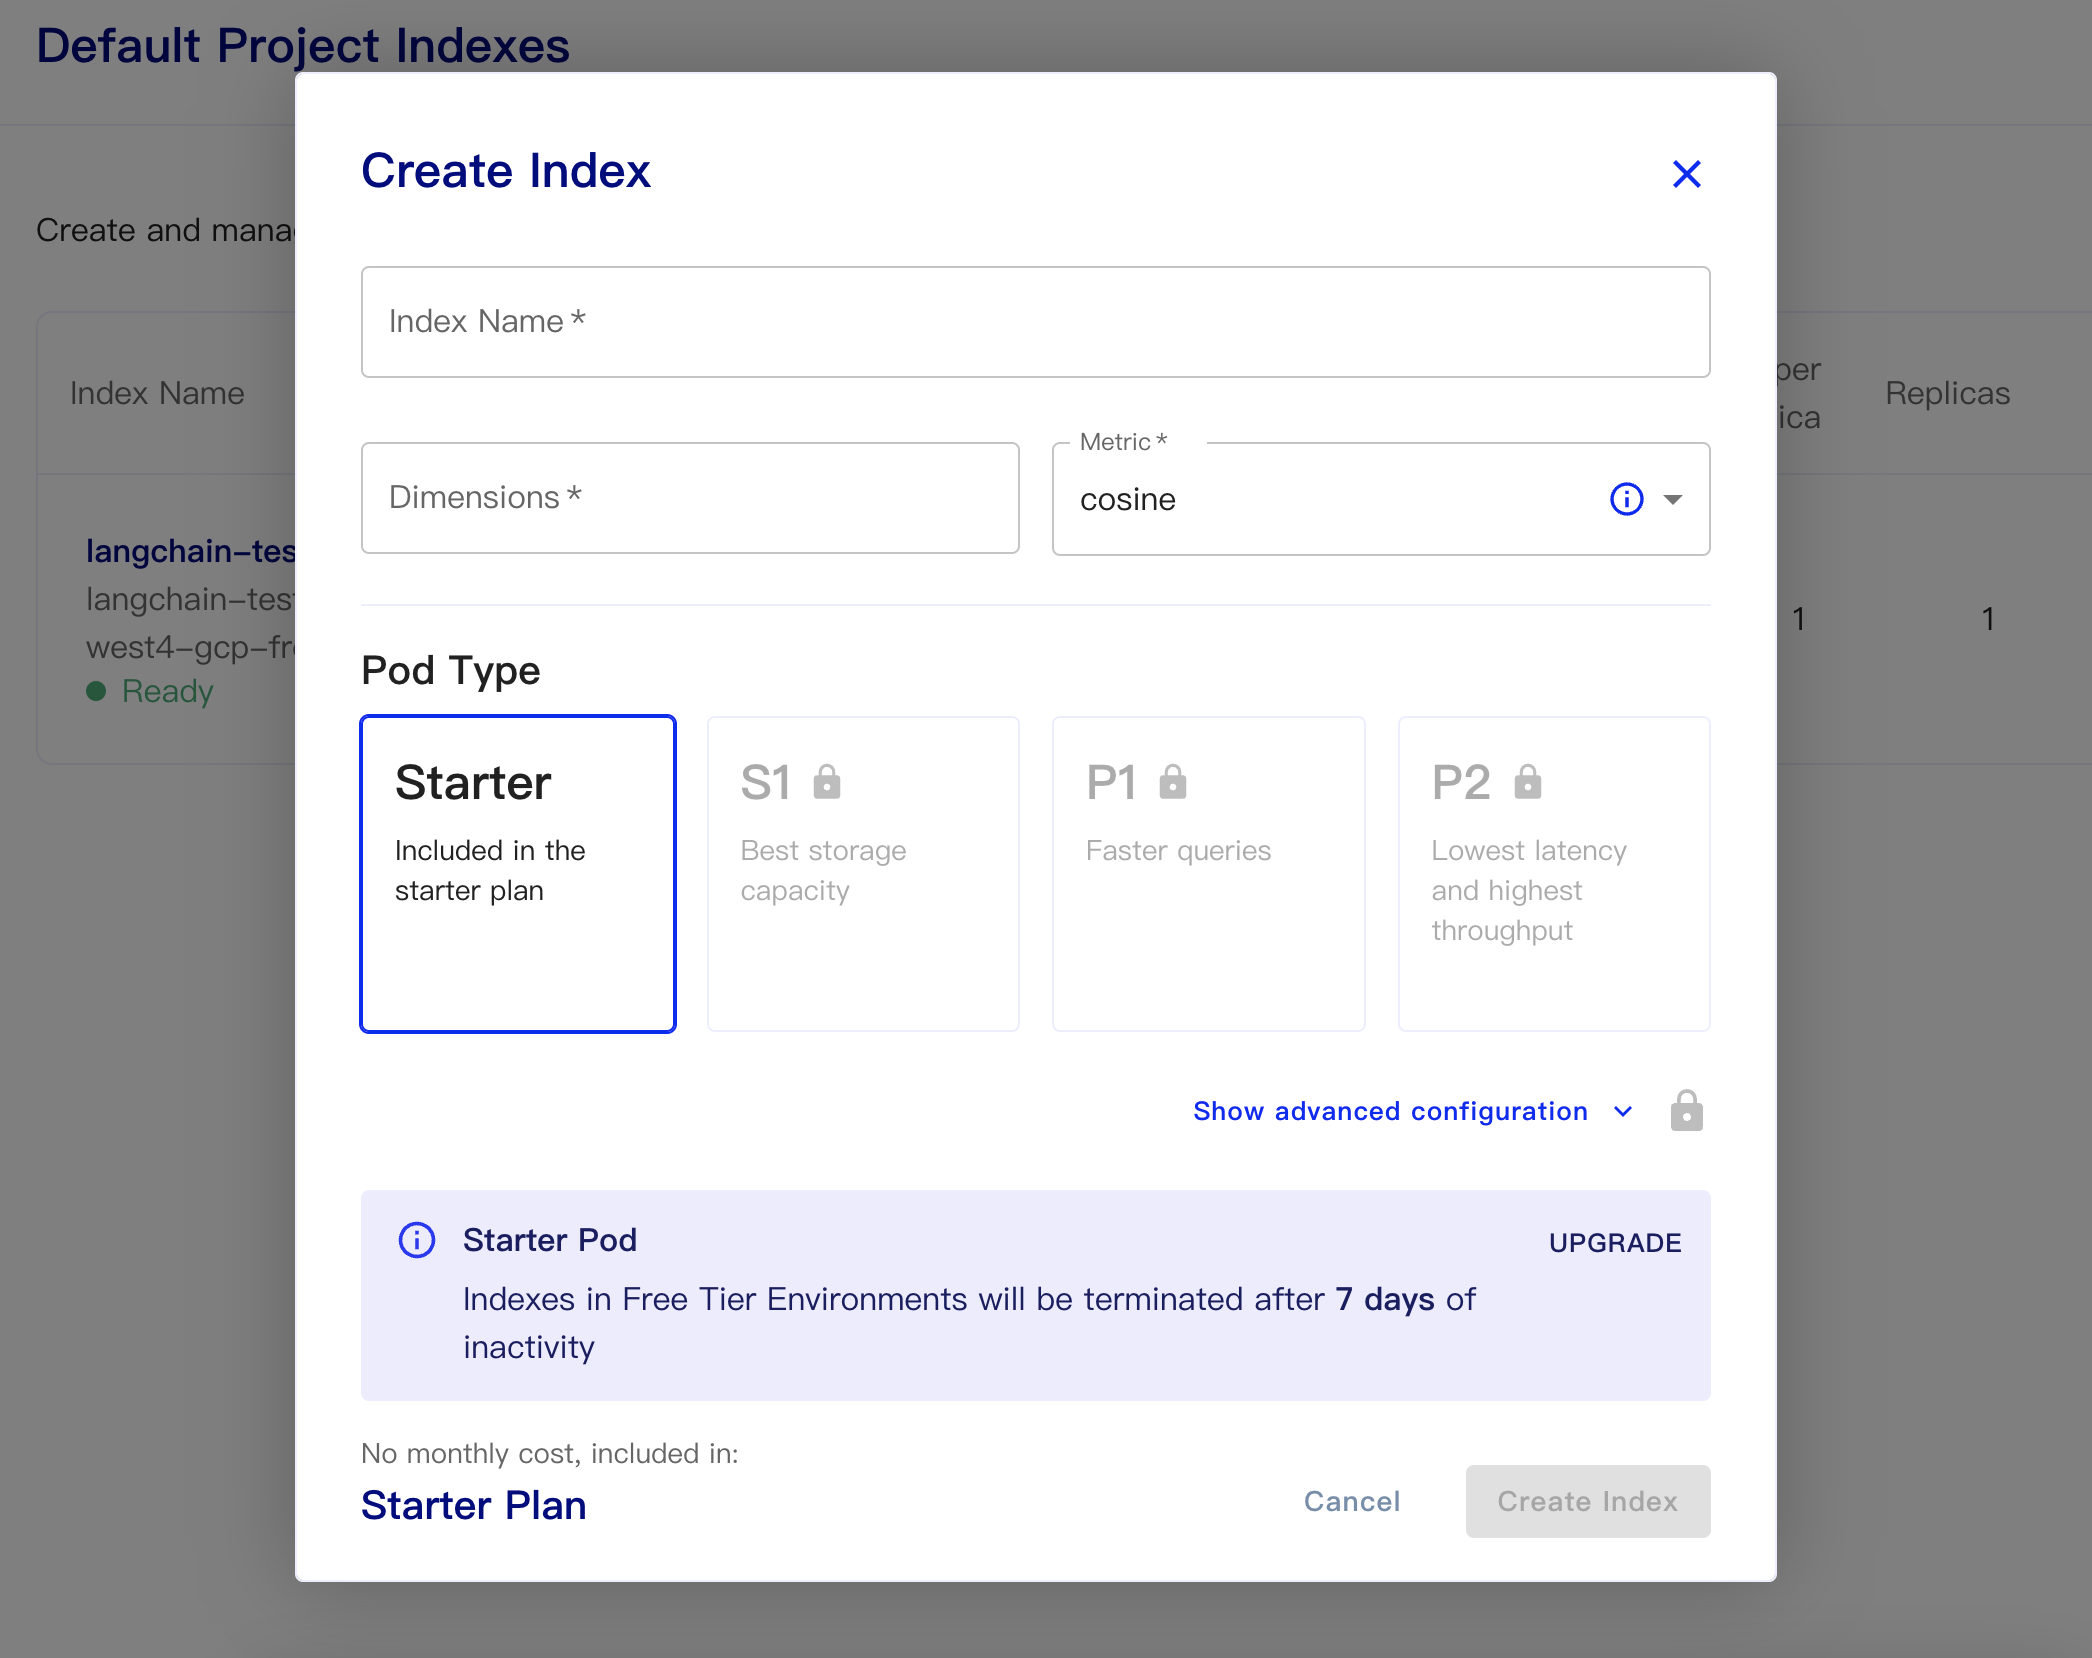 Default Project Indexes
Create and mana
Index Name
per
ica
Replicas
langchain-tes
langchain-test
west4-gcp-fr
Ready
1
1
Create Index
Index Name *
Dimensions *
Metric *
cosine
Pod Type
Starter
Included in the
starter plan
S1
Best storage
capacity
P1
Faster queries
P2
Lowest latency
and highest
throughput
Show advanced configuration
Starter Pod
UPGRADE
Indexes in Free Tier Environments will be terminated after 7 days of
inactivity
No monthly cost, included in:
Starter Plan
Cancel
Create Index